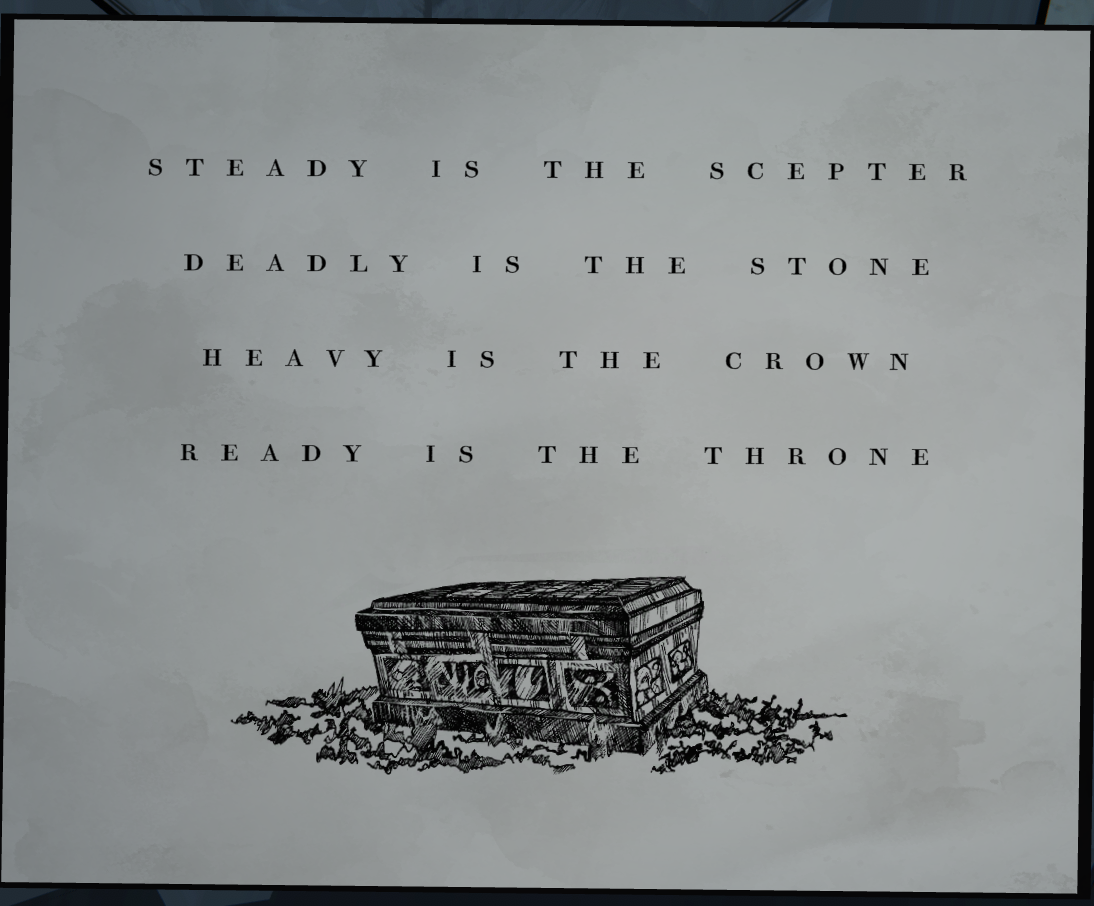 STEADY IS THE SCEPTER
DEADLY IS THE STONE
HEAVY IS THE CROWN
READY IS THE THRONE